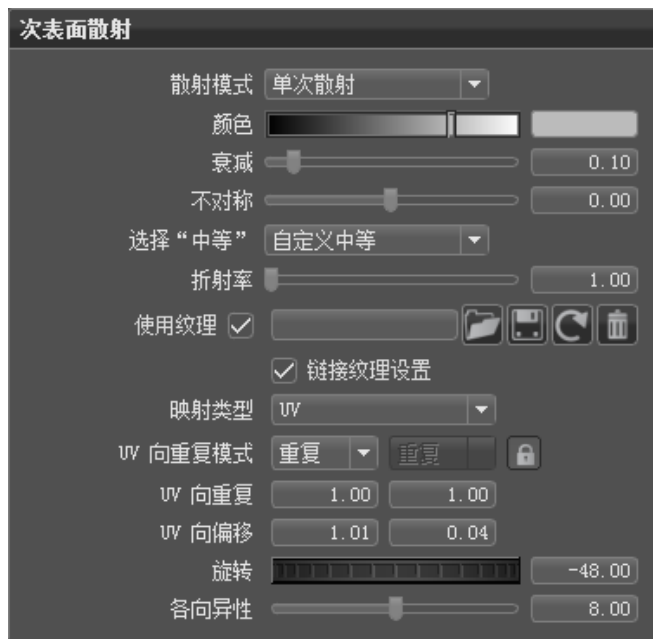 次表面散射
散射模式 单次散射
颜色
衰减 0.10
不对称 0.00
选择“中等” 自定义中等
折射率 1.00
使用纹理
链接纹理设置
映射类型 UV
UV 向重复模式 重复 重复
UV 向重复 1.00 1.00
UV 向偏移 1.01 0.04
旋转 -48.00
各向异性 8.00